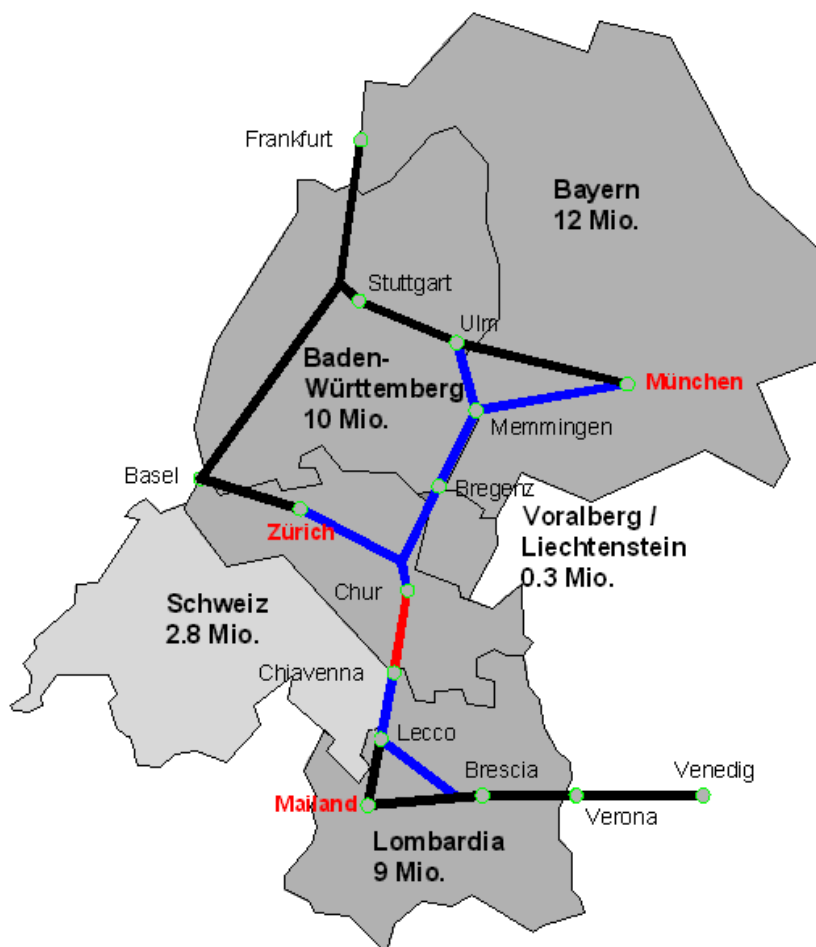 Frankfurt
Bayern
12 Mio.
Stuttgart
Ulm
Baden-
Württemberg
10 Mio.
München
Memmingen
Basel
Bregenz
Zürich
Voralberg /
Liechtenstein
0.3 Mio.
Schweiz
2.8 Mio.
Chur
Chiavenna
Lecco
Brescia
Venedig
Mailand
Verona
Lombardia
9 Mio.